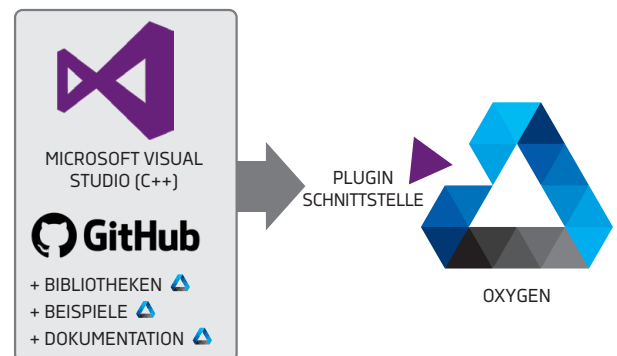 MICROSOFT VISUAL
STUDIO (C++)
GitHub
+ BIBLIOTHEKEN
+ BEISPIELE
+ DOKUMENTATION
PLUGIN
SCHNITTSTELLE
OXYGEN